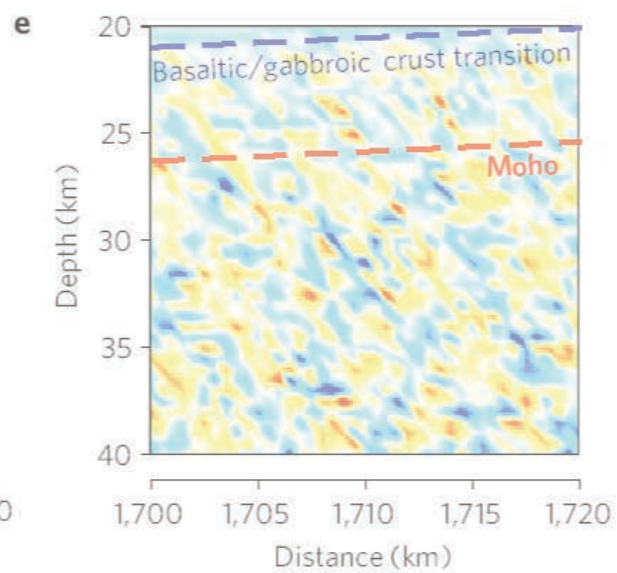 e
20
Basaltic/gabbroic crust transition
25
Moho
30
35
40
Depth (km)
0
1,700 1,705 1,710 1,715 1,720
Distance (km)